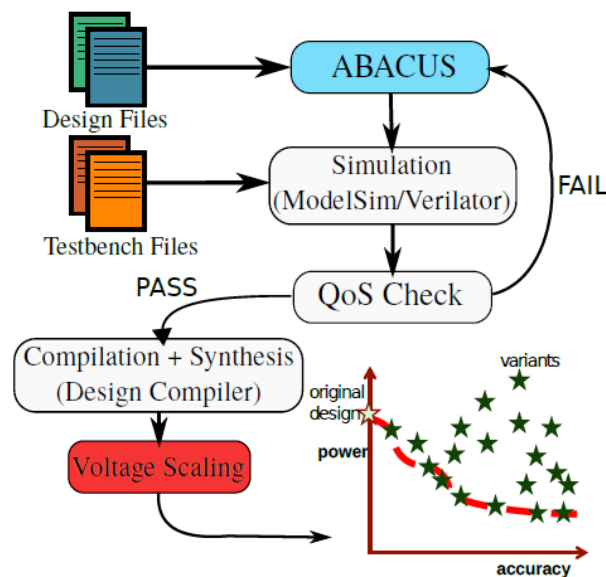 ABACUS
Design Files
Simulation
(ModelSim/Verilator)
FAIL
Testbench Files
PASS
QoS Check
Compilation + Synthesis
(Design Compiler)
variants
original
design
power
Voltage Scaling
accuracy